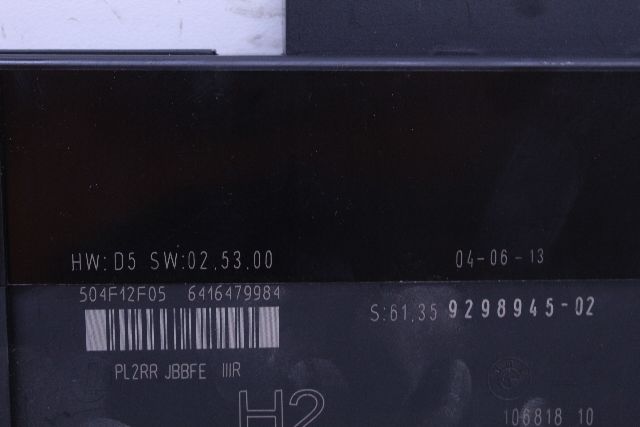 HW: D5 SW:02.53.00
04-06-13
504F12F05 6416479984
S:61.35 9298945-02
PL2RR JBBFE IIIR
H2
106818 10